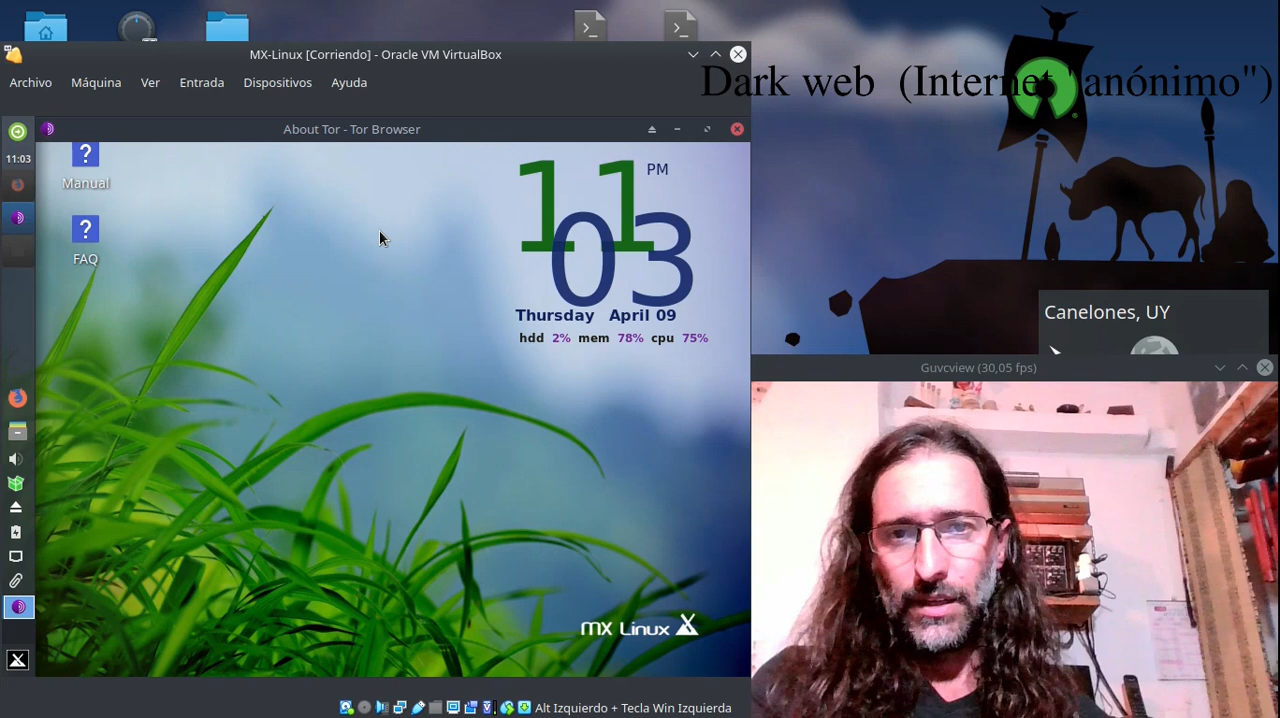 MX-Linux [Corriendo] - Oracle VM VirtualBox
Archivo Máquina Ver Entrada Dispositivos Ayuda
Dark web (Internet "anónimo")
11:03
About Tor - Tor Browser
Manual
FAQ
11 PM
03
Thursday April 09
hdd 2% mem 78% cpu 75%
MX Linux
Alt Izquierdo + Tecla Win Izquierda
Canelones, UY
Guvcview (30,05 fps)